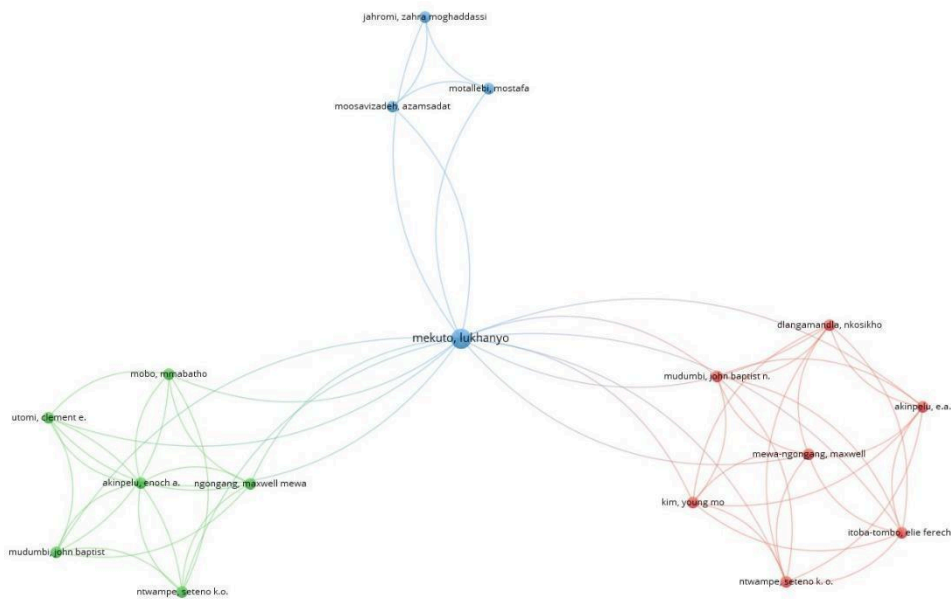 jahromi, zahra moghaddassi
motallebi, mostafa
moosavizadeh, azamsadat
mekuto, lukhanyo
dlangamandla, nkosikho
mudumbi, john baptist n.
akinpelu, e.a.
mewa-ngongang, maxwell
kim, young mo
itoba-tombo, elie ferech
ntwampe, seteno k. o.
mobo, mmabatho
utomi, clement e.
akinpelu, enoch a.
ngongang, maxwell mewa
mudumbi, john baptist
ntwampe, seteno k.o.